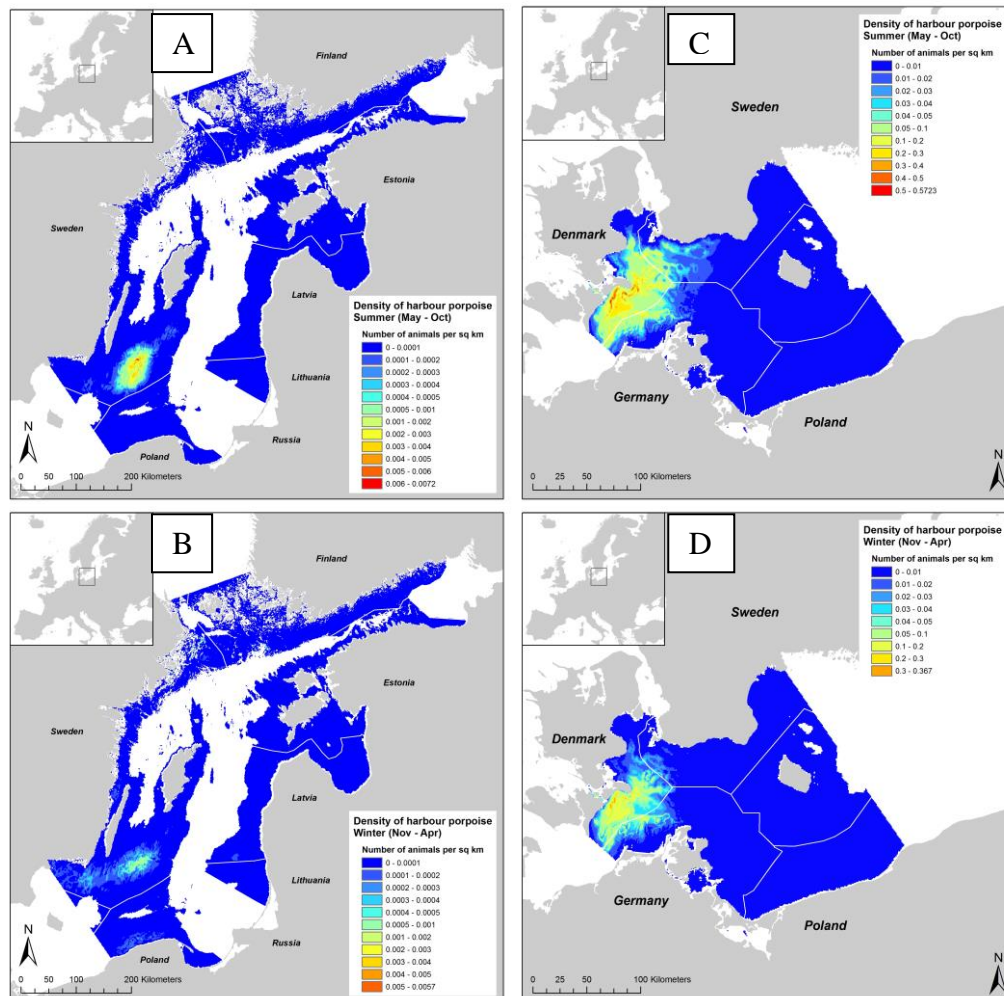 A
Finland
Estonia
Sweden
Latvia
Lithuania
Russia
Poland
Density of harbour porpoise
Summer (May - Oct)
Number of animals per sq km
0 - 0.0001
0.0001 - 0.0002
0.0002 - 0.0003
0.0003 - 0.0004
0.0004 - 0.0005
0.0005 - 0.001
0.001 - 0.002
0.002 - 0.003
0.003 - 0.004
0.004 - 0.005
0.005 - 0.006
0.006 - 0.0072
N
0 50 100 200 Kilometers
C
Density of harbour porpoise
Summer (May - Oct)
Number of animals per sq km
0 - 0.01
0.01 - 0.02
0.02 - 0.03
0.03 - 0.04
0.04 - 0.05
0.05 - 0.1
0.1 - 0.2
0.2 - 0.3
0.3 - 0.4
0.4 - 0.5
0.5 - 0.5723
Sweden
Denmark
Germany
Poland
N
0 25 50 100 Kilometers
B
Finland
Estonia
Sweden
Latvia
Lithuania
Russia
Poland
Density of harbour porpoise
Winter (Nov - Apr)
Number of animals per sq km
0 - 0.0001
0.0001 - 0.0002
0.0002 - 0.0003
0.0003 - 0.0004
0.0004 - 0.0005
0.0005 - 0.001
0.001 - 0.002
0.002 - 0.003
0.003 - 0.004
0.004 - 0.005
0.005 - 0.0057
N
0 50 100 200 Kilometers
D
Density of harbour porpoise
Winter (Nov - Apr)
Number of animals per sq km
0 - 0.01
0.01 - 0.02
0.02 - 0.03
0.03 - 0.04
0.04 - 0.05
0.05 - 0.1
0.1 - 0.2
0.2 - 0.3
0.3 - 0.367
Sweden
Denmark
Germany
Poland
N
0 25 50 100 Kilometers